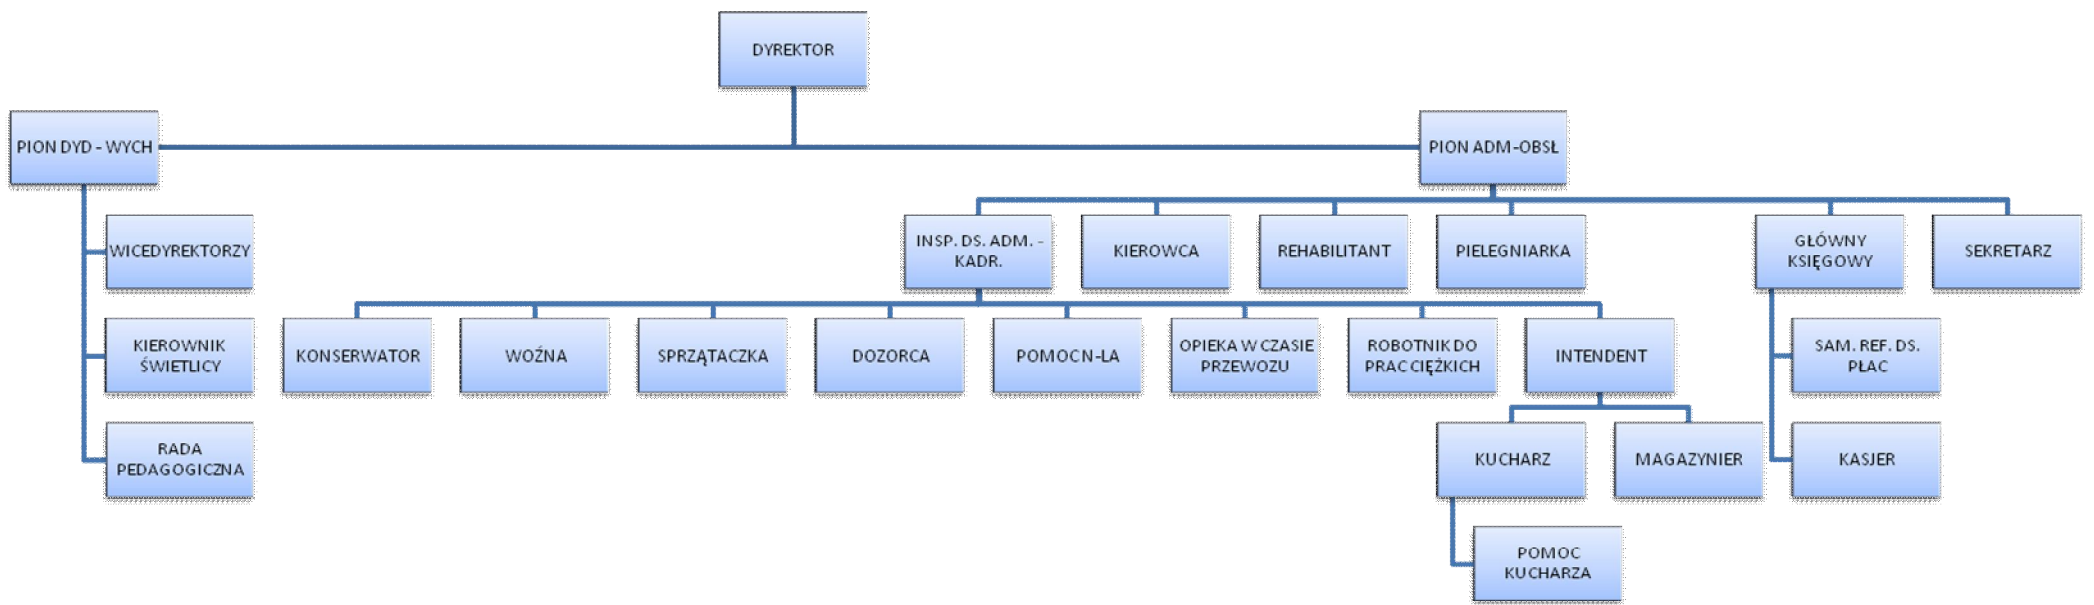 DYREKTOR
PION DYD - WYCH
PION ADM-OBSŁ
WICEDYREKTORZY
INSP. DS. ADM. -
KADR.
KIEROWCA
REHABILITANT
PIELEGNIARKA
GŁÓWNY
KSIĘGOWY
SEKRETARZ
KIEROWNIK
ŚWIETLICY
KONSERWATOR
WOŹNA
SPRZĄTACZKA
DOZORCA
POMOC N-LA
OPIEKA W CZASIE
PRZEWOZU
ROBOTNIK DO
PRAC CIĘŻKICH
INTENDENT
SAM. REF. DS.
PŁAC
RADA
PEDAGOGICZNA
KUCHARZ
MAGAZYNIER
KASJER
POMOC
KUCHARZA